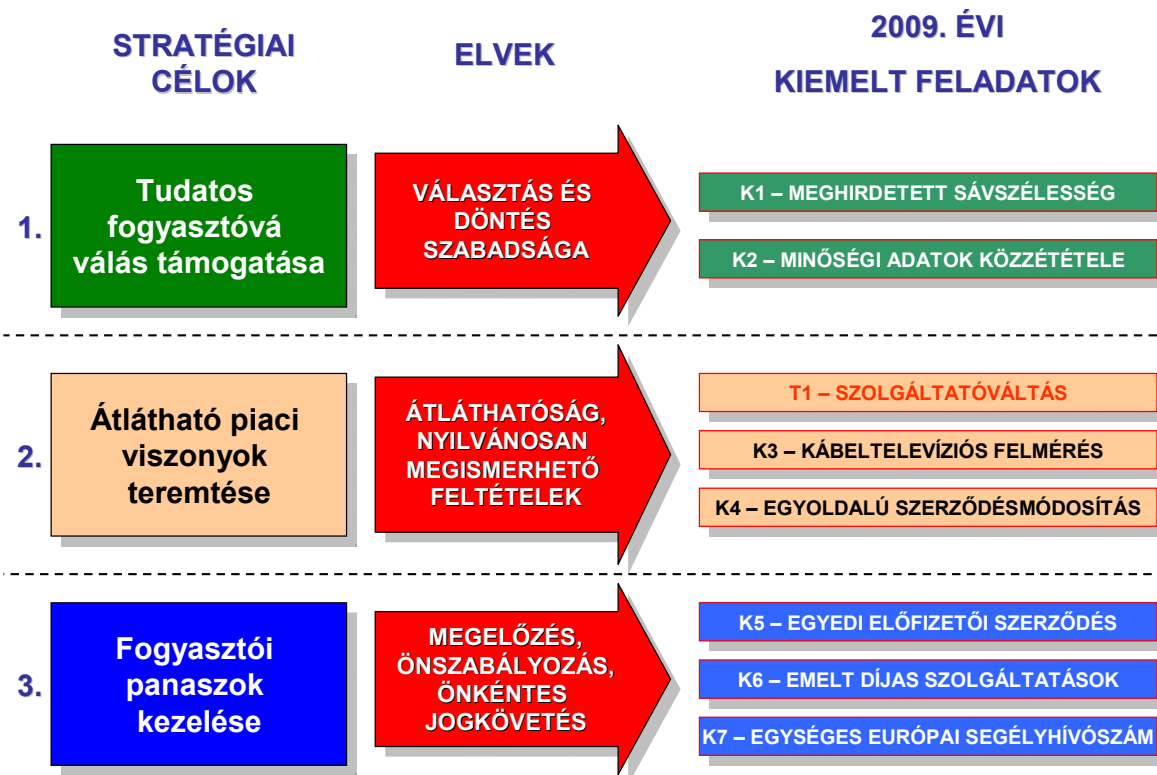 STRATÉGIAI
CÉLOK
ELVEK
2009. ÉVI
KIEMELT FELADATOK
1.
Tudatos
fogyasztóvá
válás támogatása
VÁLASZTÁS ÉS
DÖNTÉS
SZABADSÁGA
K1 – MEGHIRDETETT SÁVSZÉLESSÉG
K2 – MINŐSÉGI ADATOK KÖZZÉTÉTELE
2.
Átlátható piaci
viszonyok
teremtése
ÁTLÁTHATÓSÁG,
NYILVÁNOSAN
MEGISMERHETŐ
FELTÉTELEK
T1 – SZOLGÁLTATÓVÁLTÁS
K3 – KÁBELTELEVÍZIÓS FELMÉRÉS
K4 – EGYOLDALÚ SZERZŐDÉSMÓDOSÍTÁS
3.
Fogyasztói
panaszok
kezelése
MEGELŐZÉS,
ÖNSZABÁLYOZÁS,
ÖNKÉNTES
JOGKÖVETÉS
K5 – EGYEDI ELŐFIZETŐI SZERZŐDÉS
K6 – EMELT DÍJAS SZOLGÁLTATÁSOK
K7 – EGYSÉGES EURÓPAI SEGÉLYHÍVÓSZÁM